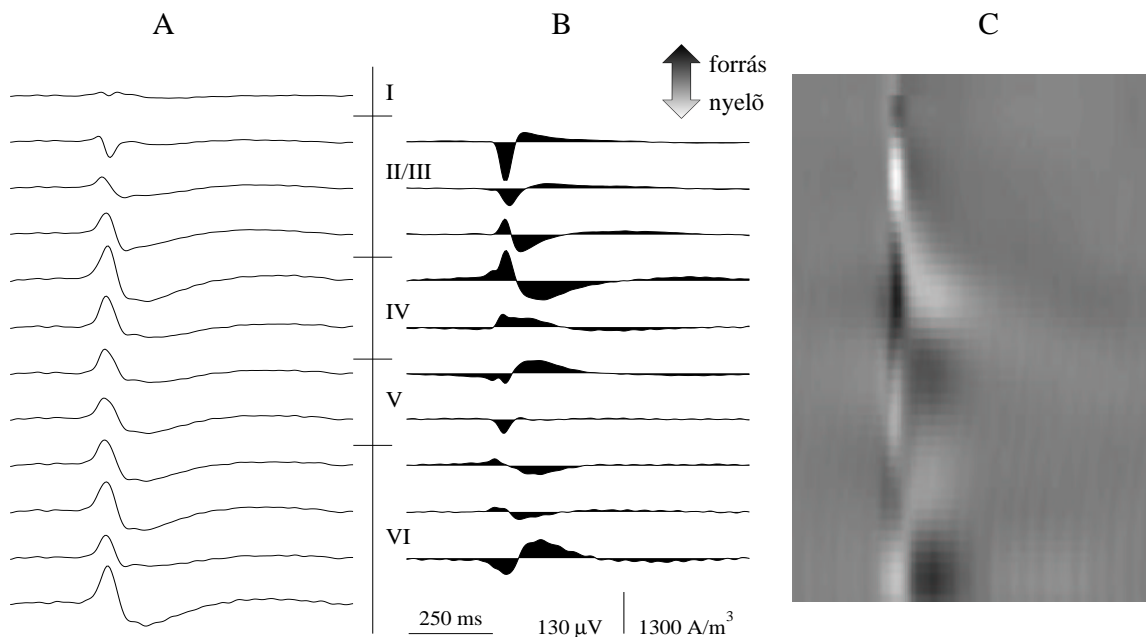 A
B
C
forrás
nyelõ
I
II/III
IV
V
VI
250 ms
130 µV
1300 A/m³